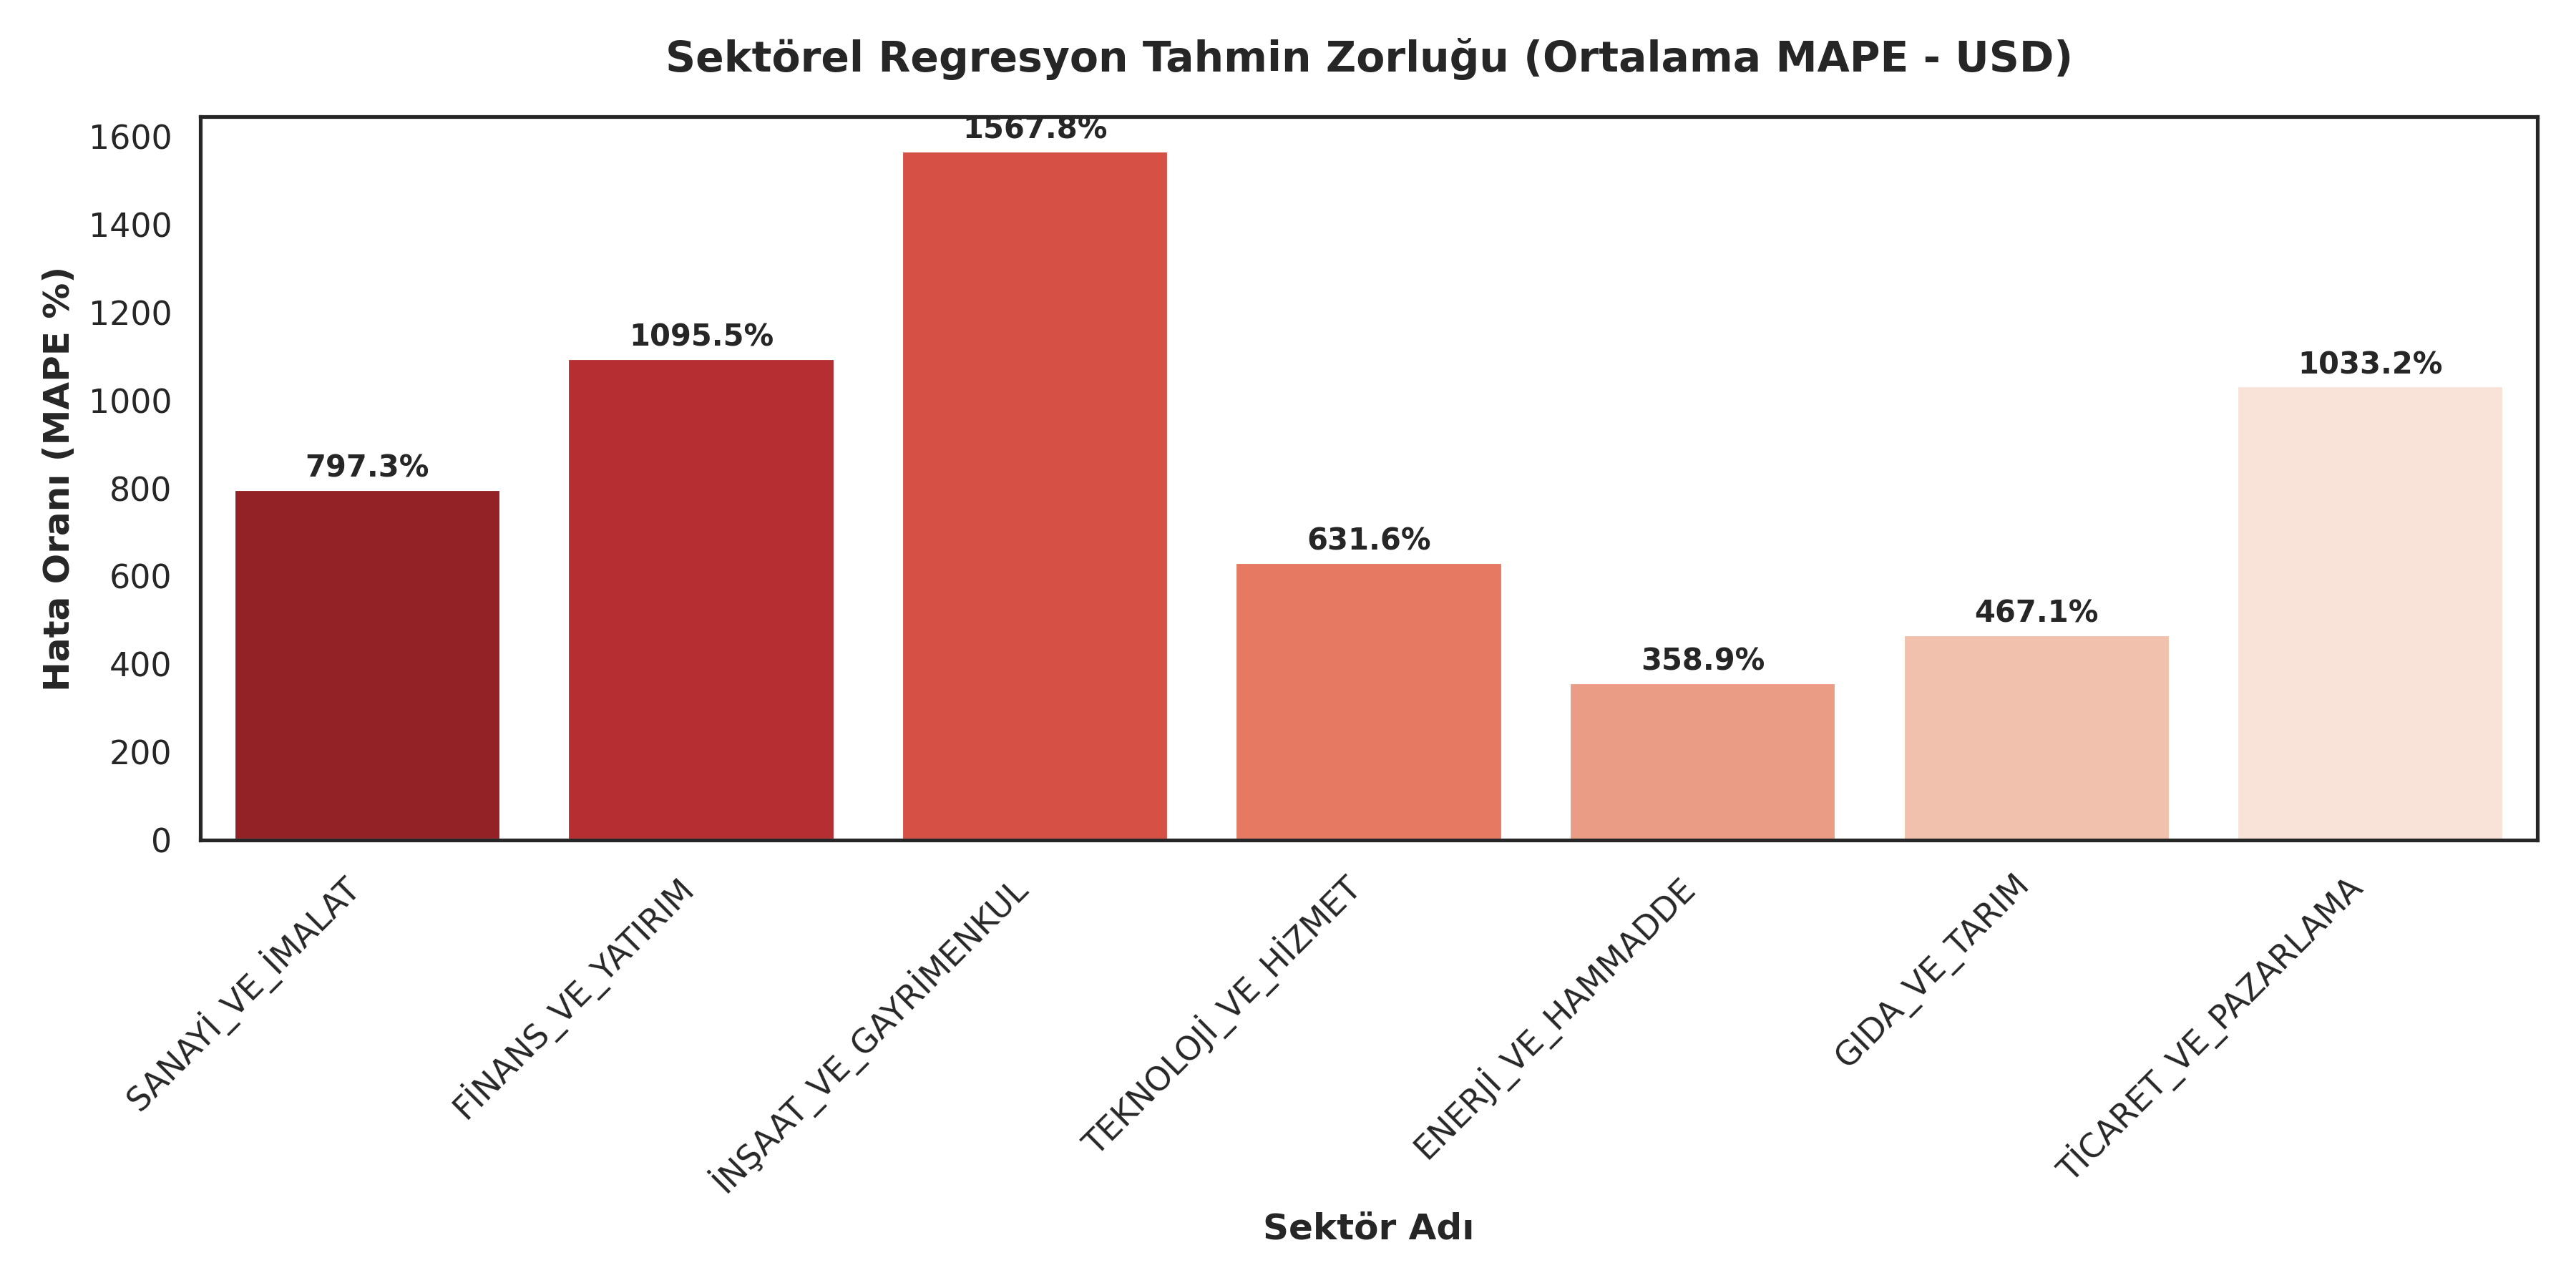 Sektörel Regresyon Tahmin Zorluğu (Ortalama MAPE - USD)
Hata Oranı (MAPE %)
1600
1400
1200
1000
800
600
400
200
0
797.3%
1095.5%
1567.8%
631.6%
358.9%
467.1%
1033.2%
SANAYİ_VE_İMALAT
FİNANS_VE_YATIRIM
İNŞAAT_VE_GAYRİMENKUL
TEKNOLOJİ_VE_HİZMET
ENERJİ_VE_HAMMADDE
GIDA_VE_TARIM
TİCARET_VE_PAZARLAMA
Sektör Adı